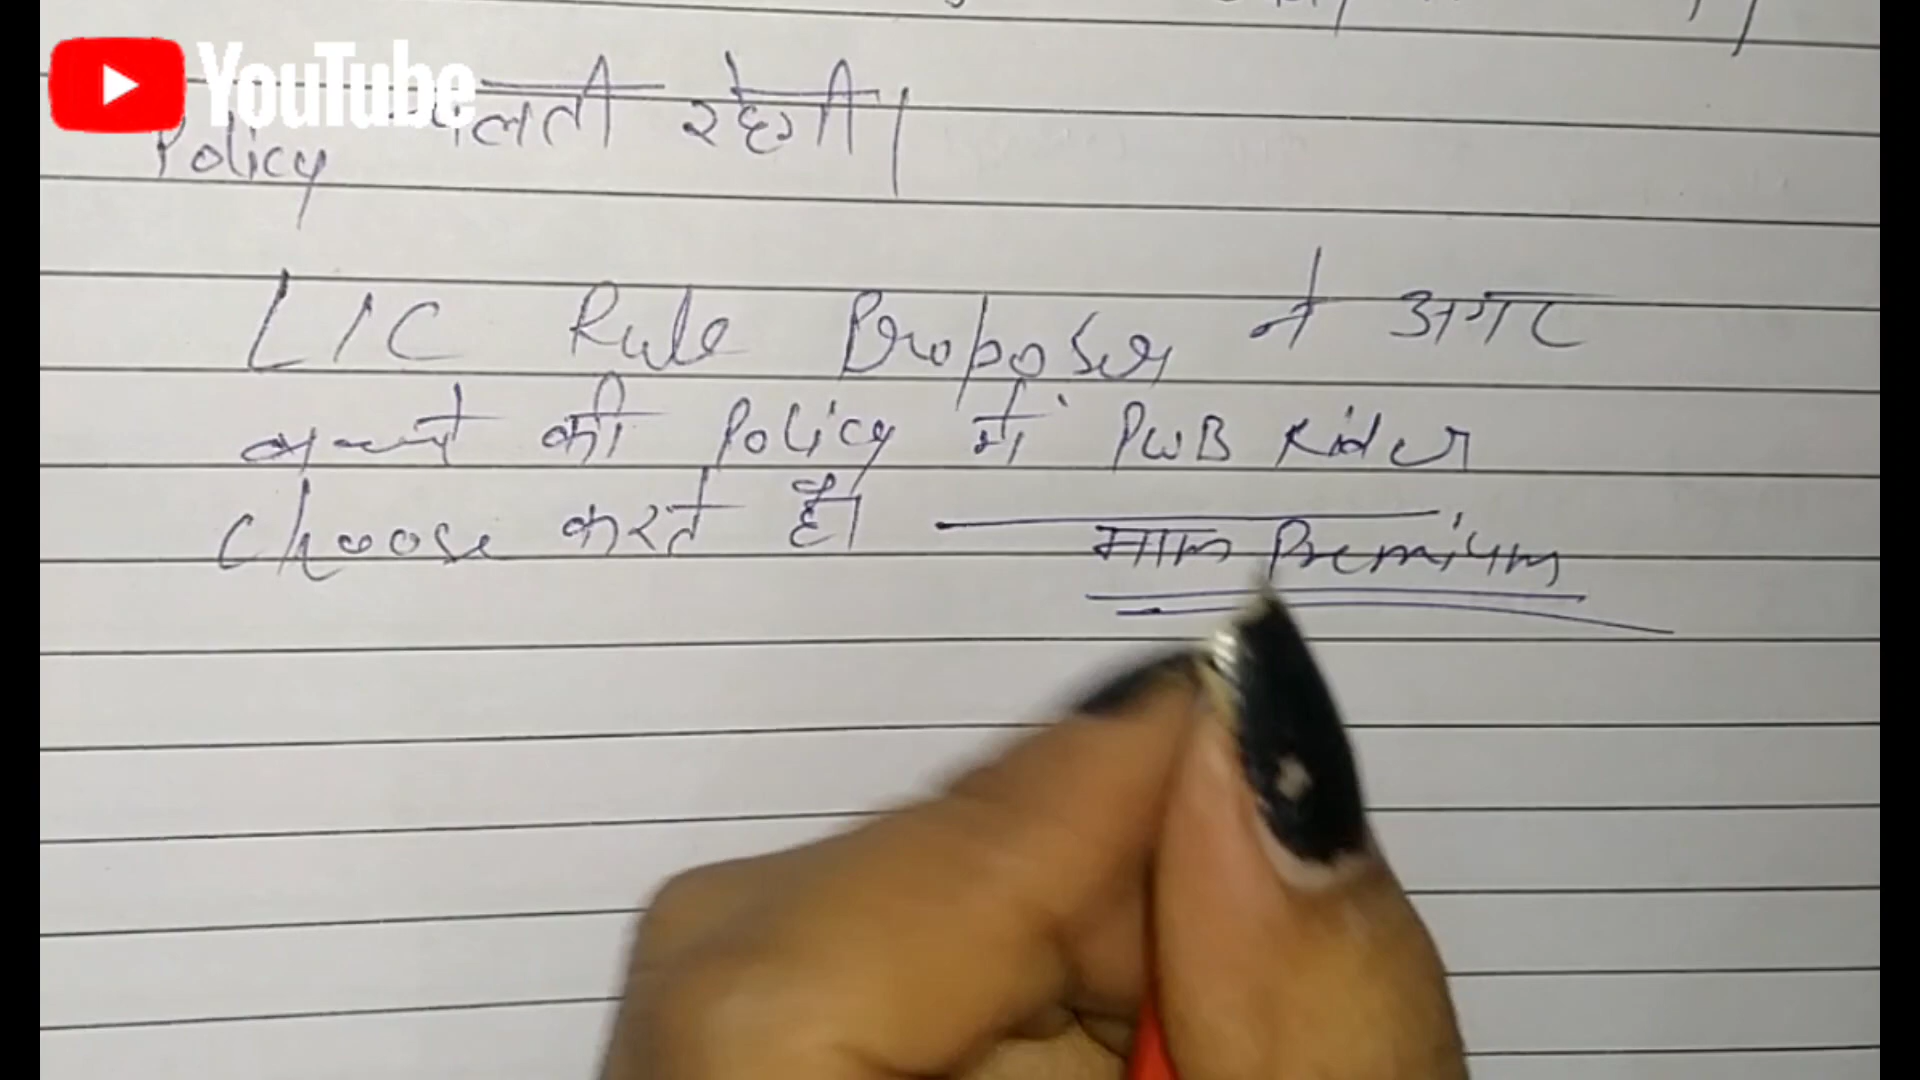 YouTube
Policy चलती रहेगी।
LIC Rule Proposer ने अगर
बच्चे की Policy में PWB Rider
choose करते हैं।
माफ Premium